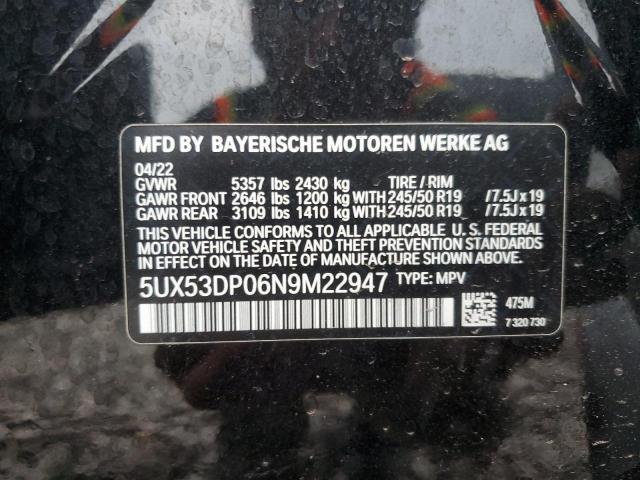 MFD BY BAYERISCHE MOTOREN WERKE AG
04/22
GVWR 5357 lbs 2430 kg TIRE / RIM
GAWR FRONT 2646 lbs 1200 kg WITH 245/50 R19 /7.5J x 19
GAWR REAR 3109 lbs 1410 kg WITH 245/50 R19 /7.5J x 19
THIS VEHICLE CONFORMS TO ALL APPLICABLE U. S. FEDERAL
MOTOR VEHICLE SAFETY AND THEFT PREVENTION STANDARDS
IN EFFECT ON THE DATE OF MANUFACTURE SHOWN ABOVE.
5UX53DP06N9M22947 TYPE: MPV
475M
7 320 730